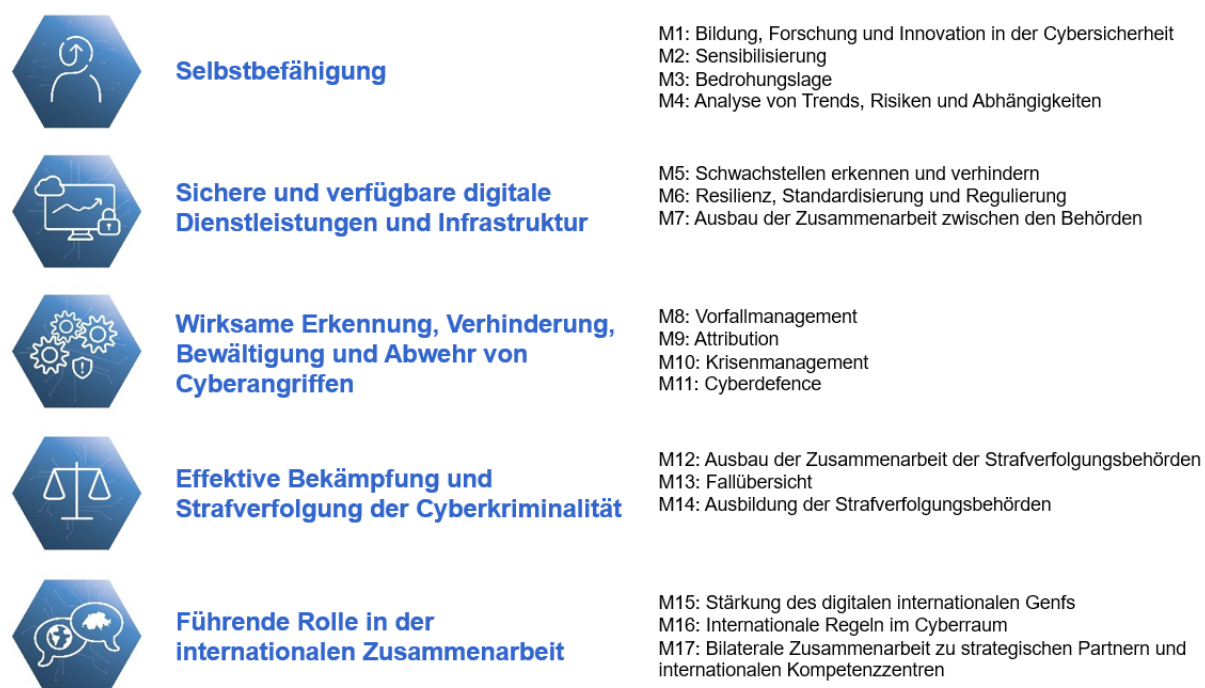 Selbstbefähigung
M1: Bildung, Forschung und Innovation in der Cybersicherheit
M2: Sensibilisierung
M3: Bedrohungslage
M4: Analyse von Trends, Risiken und Abhängigkeiten
Sichere und verfügbare digitale
Dienstleistungen und Infrastruktur
M5: Schwachstellen erkennen und verhindern
M6: Resilienz, Standardisierung und Regulierung
M7: Ausbau der Zusammenarbeit zwischen den Behörden
Wirksame Erkennung, Verhinderung,
Bewältigung und Abwehr von
Cyberangriffen
M8: Vorfallmanagement
M9: Attribution
M10: Krisenmanagement
M11: Cyberdefence
Effektive Bekämpfung und
Strafverfolgung der Cyberkriminalität
M12: Ausbau der Zusammenarbeit der Strafverfolgungsbehörden
M13: Fallübersicht
M14: Ausbildung der Strafverfolgungsbehörden
Führende Rolle in der
internationalen Zusammenarbeit
M15: Stärkung des digitalen internationalen Genfs
M16: Internationale Regeln im Cyberraum
M17: Bilaterale Zusammenarbeit zu strategischen Partnern und
internationalen Kompetenzzentren